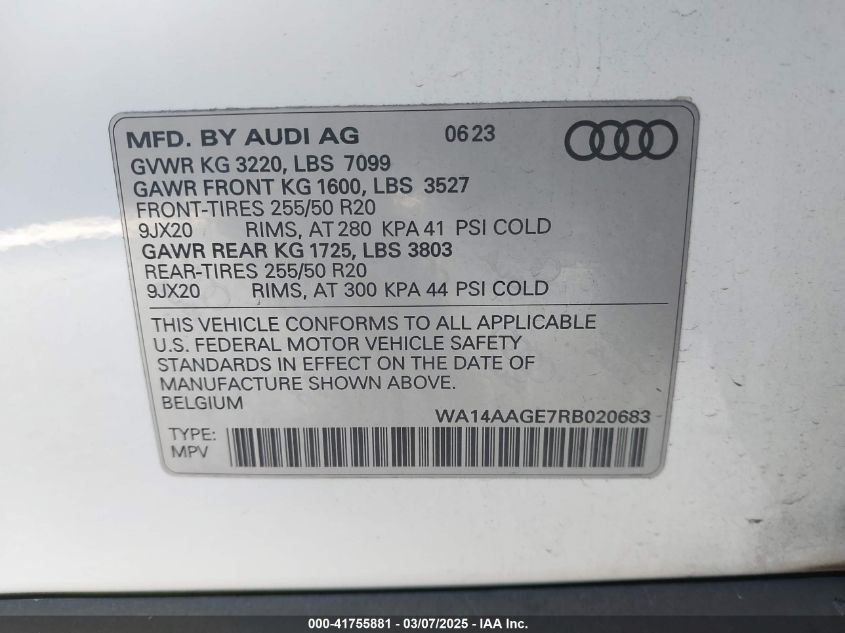 MFD. BY AUDI AG 0623
GVWR KG 3220, LBS 7099
GAWR FRONT KG 1600, LBS 3527
FRONT-TIRES 255/50 R20
9JX20 RIMS, AT 280 KPA 41 PSI COLD
GAWR REAR KG 1725, LBS 3803
REAR-TIRES 255/50 R20
9JX20 RIMS, AT 300 KPA 44 PSI COLD
THIS VEHICLE CONFORMS TO ALL APPLICABLE
U.S. FEDERAL MOTOR VEHICLE SAFETY
STANDARDS IN EFFECT ON THE DATE OF
MANUFACTURE SHOWN ABOVE.
BELGIUM
WA14AAGE7RB020683
TYPE:
MPV
000-41755881 - 03/07/2025 - IAA Inc.